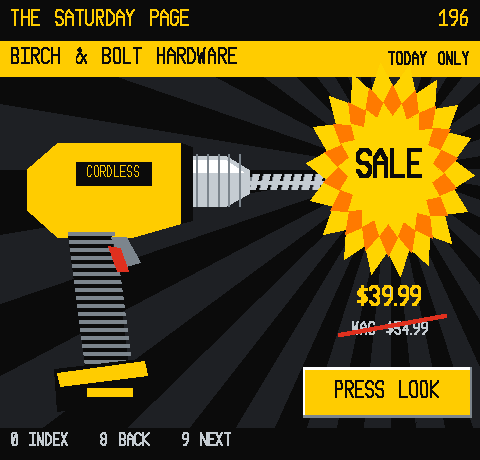 THE SATURDAY PAGE 196
BIRCH & BOLT HARDWARE TODAY ONLY
CORDLESS
SALE
$39.99
WAS $54.99
PRESS LOOK
0 INDEX 8 BACK 9 NEXT